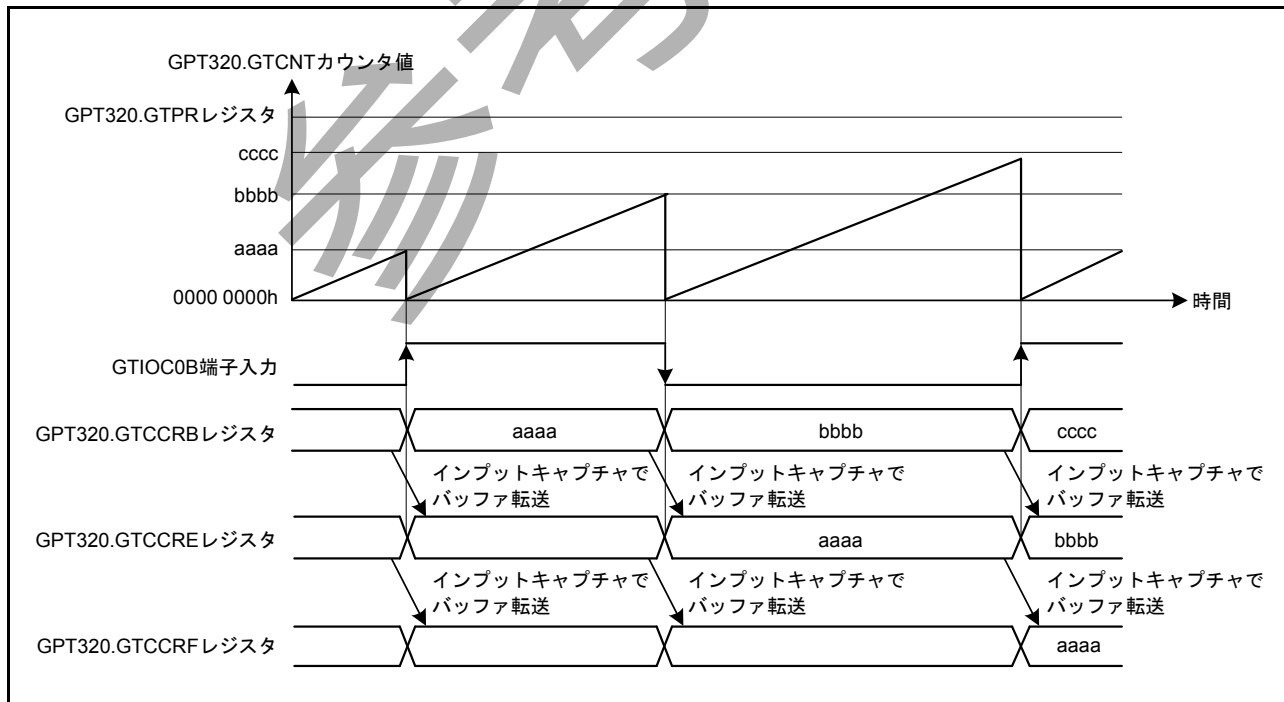 GPT320.GTCNTカウンタ値
GPT320.GTPRレジスタ
cccc
bbbb
aaaa
0000 0000h
時間
GTIOC0B端子入力
GPT320.GTCCRBレジスタ
aaaa
bbbb
cccc
インプットキャプチャで
バッファ転送
インプットキャプチャで
バッファ転送
インプットキャプチャで
バッファ転送
GPT320.GTCCREレジスタ
aaaa
bbbb
インプットキャプチャで
バッファ転送
インプットキャプチャで
バッファ転送
インプットキャプチャで
バッファ転送
GPT320.GTCCRFレジスタ
aaaa